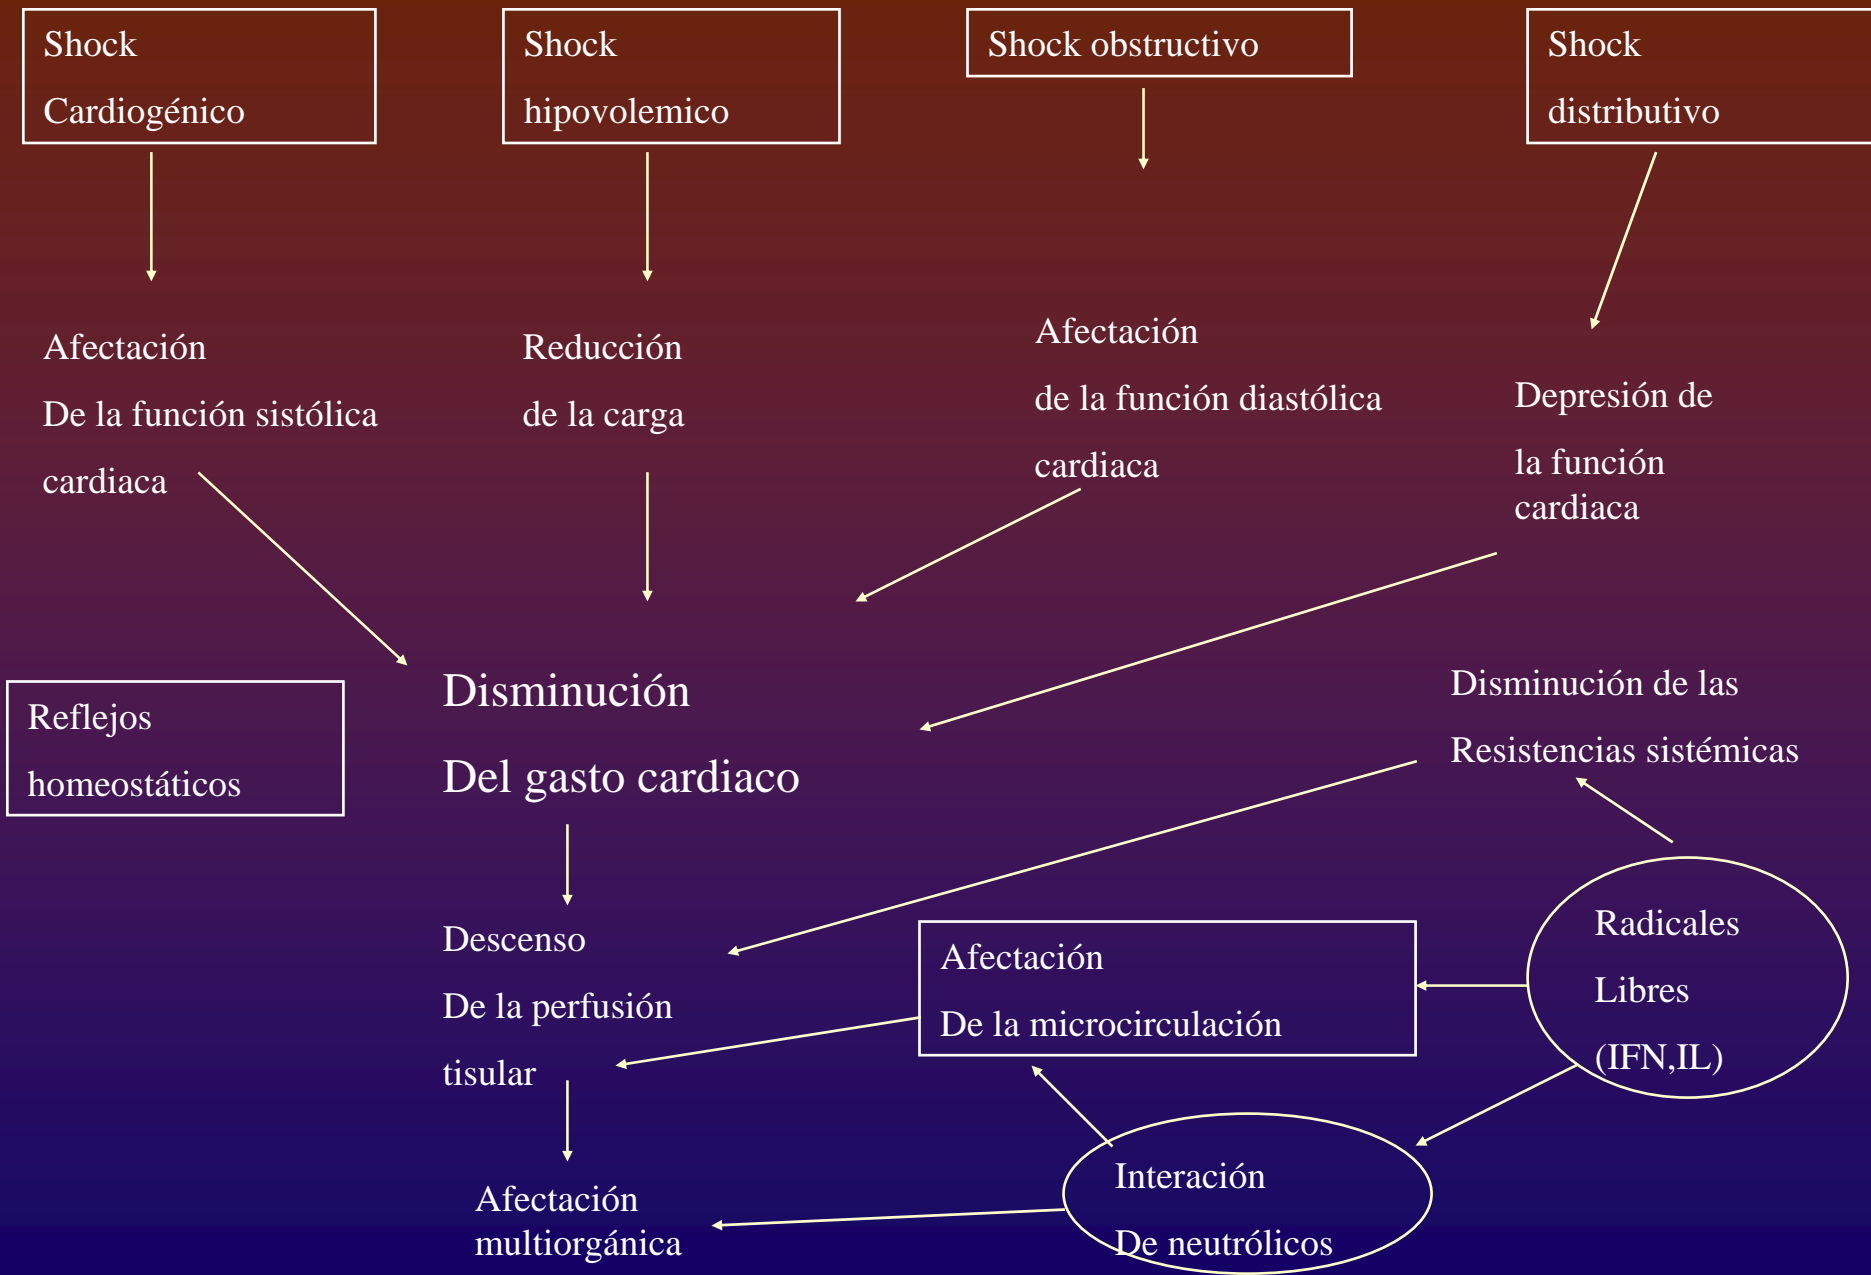 Shock
Cardiogénico
Shock
hipovolemico
Shock obstructivo
Shock
distributivo
Afectación
De la función sistólica
cardiaca
Reducción
de la carga
Afectación
de la función diastólica
cardiaca
Depresión de
la función
cardiaca
Reflejos
homeostáticos
Disminución
Del gasto cardiaco
Disminución de las
Resistencias sistémicas
Descenso
De la perfusión
tisular
Afectación
De la microcirculación
Radicales
Libres
(IFN,IL)
Afectación
multiorgánica
Interación
De neutrólicos